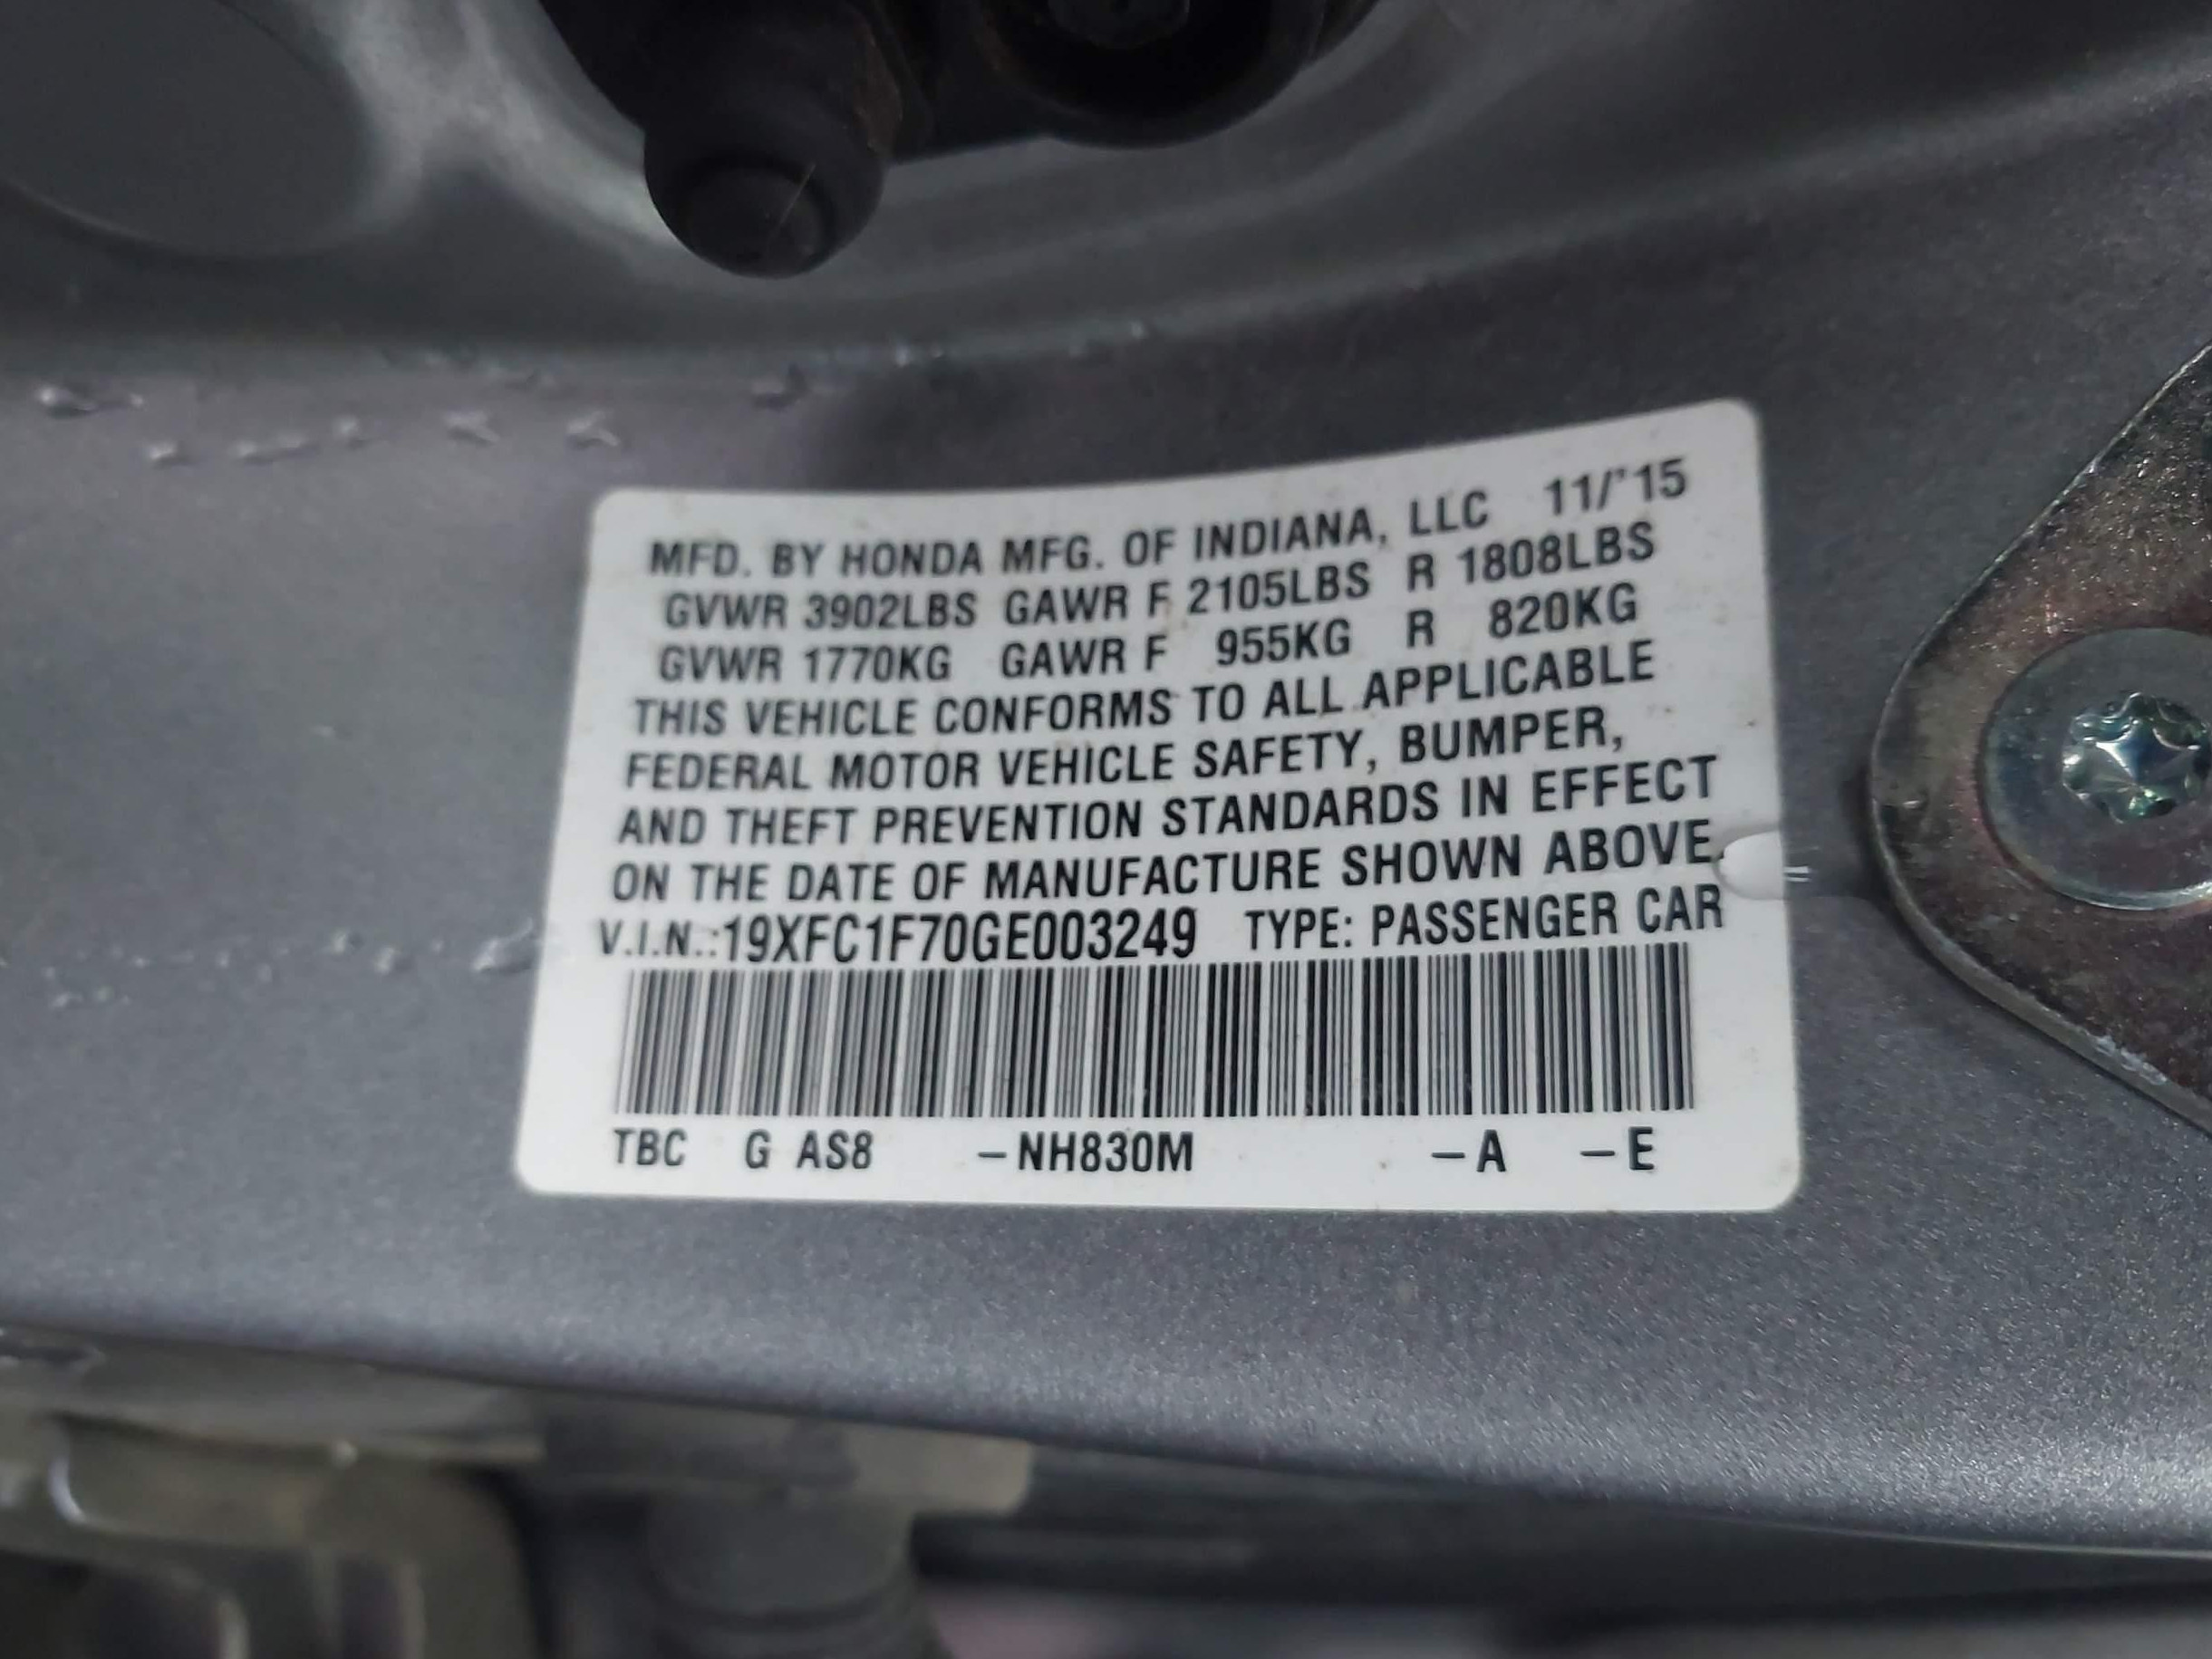 MFD. BY HONDA MFG. OF INDIANA, LLC 11/'15
GVWR 3902LBS GAWR F 2105LBS R 1808LBS
GVWR 1770KG GAWR F 955KG R 820KG
THIS VEHICLE CONFORMS TO ALL APPLICABLE
FEDERAL MOTOR VEHICLE SAFETY, BUMPER,
AND THEFT PREVENTION STANDARDS IN EFFECT
ON THE DATE OF MANUFACTURE SHOWN ABOVE.
V.I.N.:19XFC1F70GE003249 TYPE: PASSENGER CAR
TBC G AS8 –NH830M –A –E